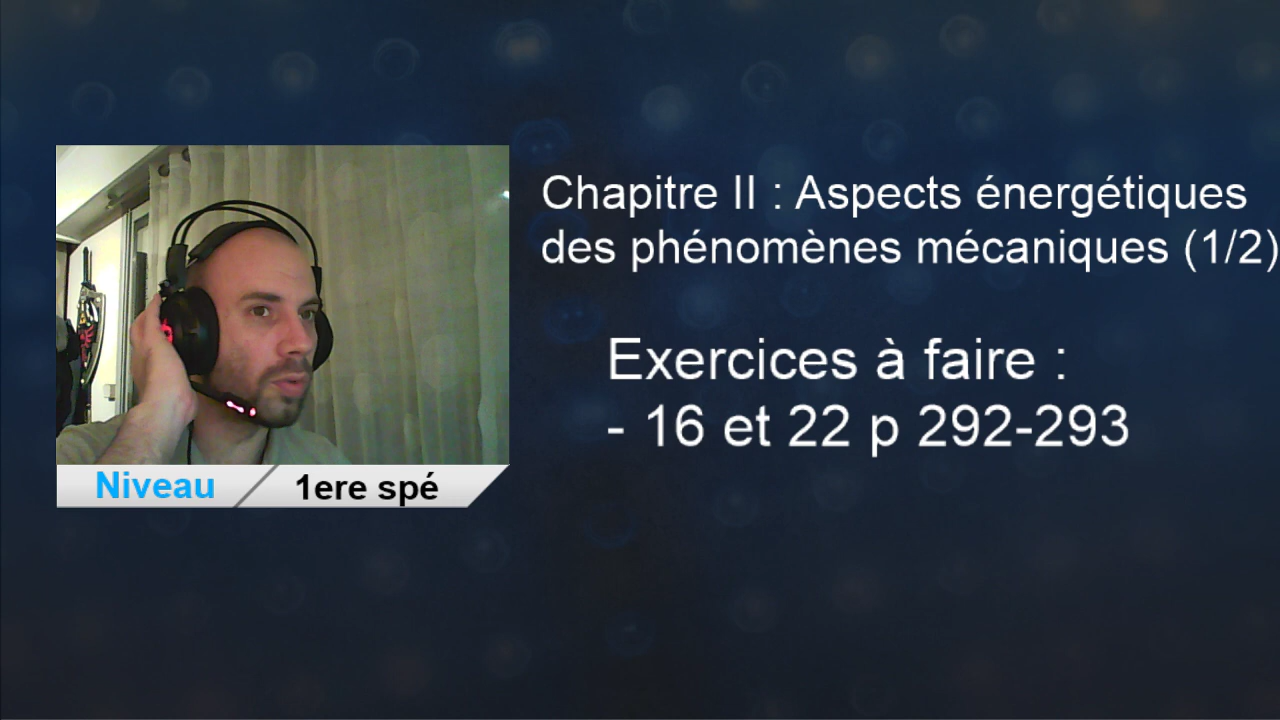 Chapitre II : Aspects énergétiques
des phénomènes mécaniques (1/2)
Exercices à faire :
- 16 et 22 p 292-293
Niveau 1ere spé